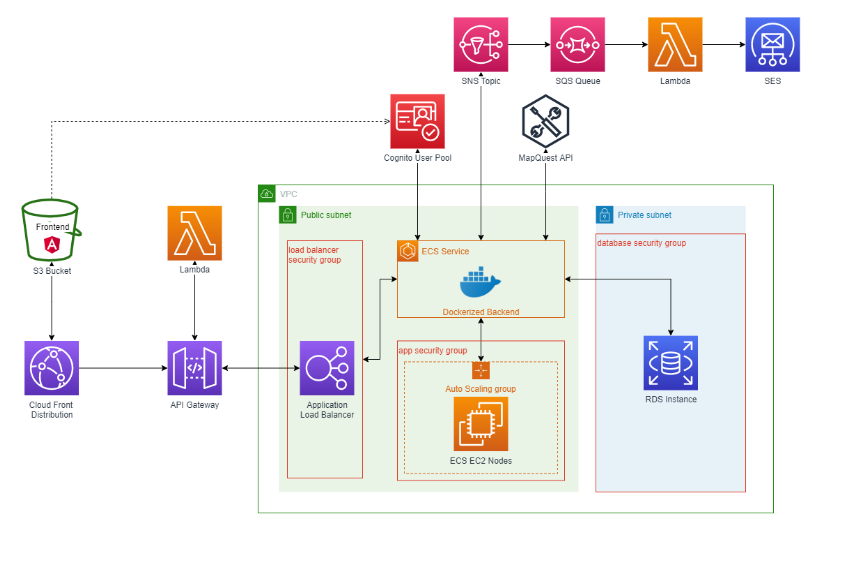 SNS Topic
SQS Queue
Lambda
SES
Cognito User Pool
MapQuest API
VPC
Public subnet
Private subnet
Frontend
S3 Bucket
Lambda
load balancer
security group
ECS Service
Dockerized Backend
database security group
app security group
Auto Scaling group
ECS EC2 Nodes
Cloud Front
Distribution
API Gateway
Application
Load Balancer
RDS Instance